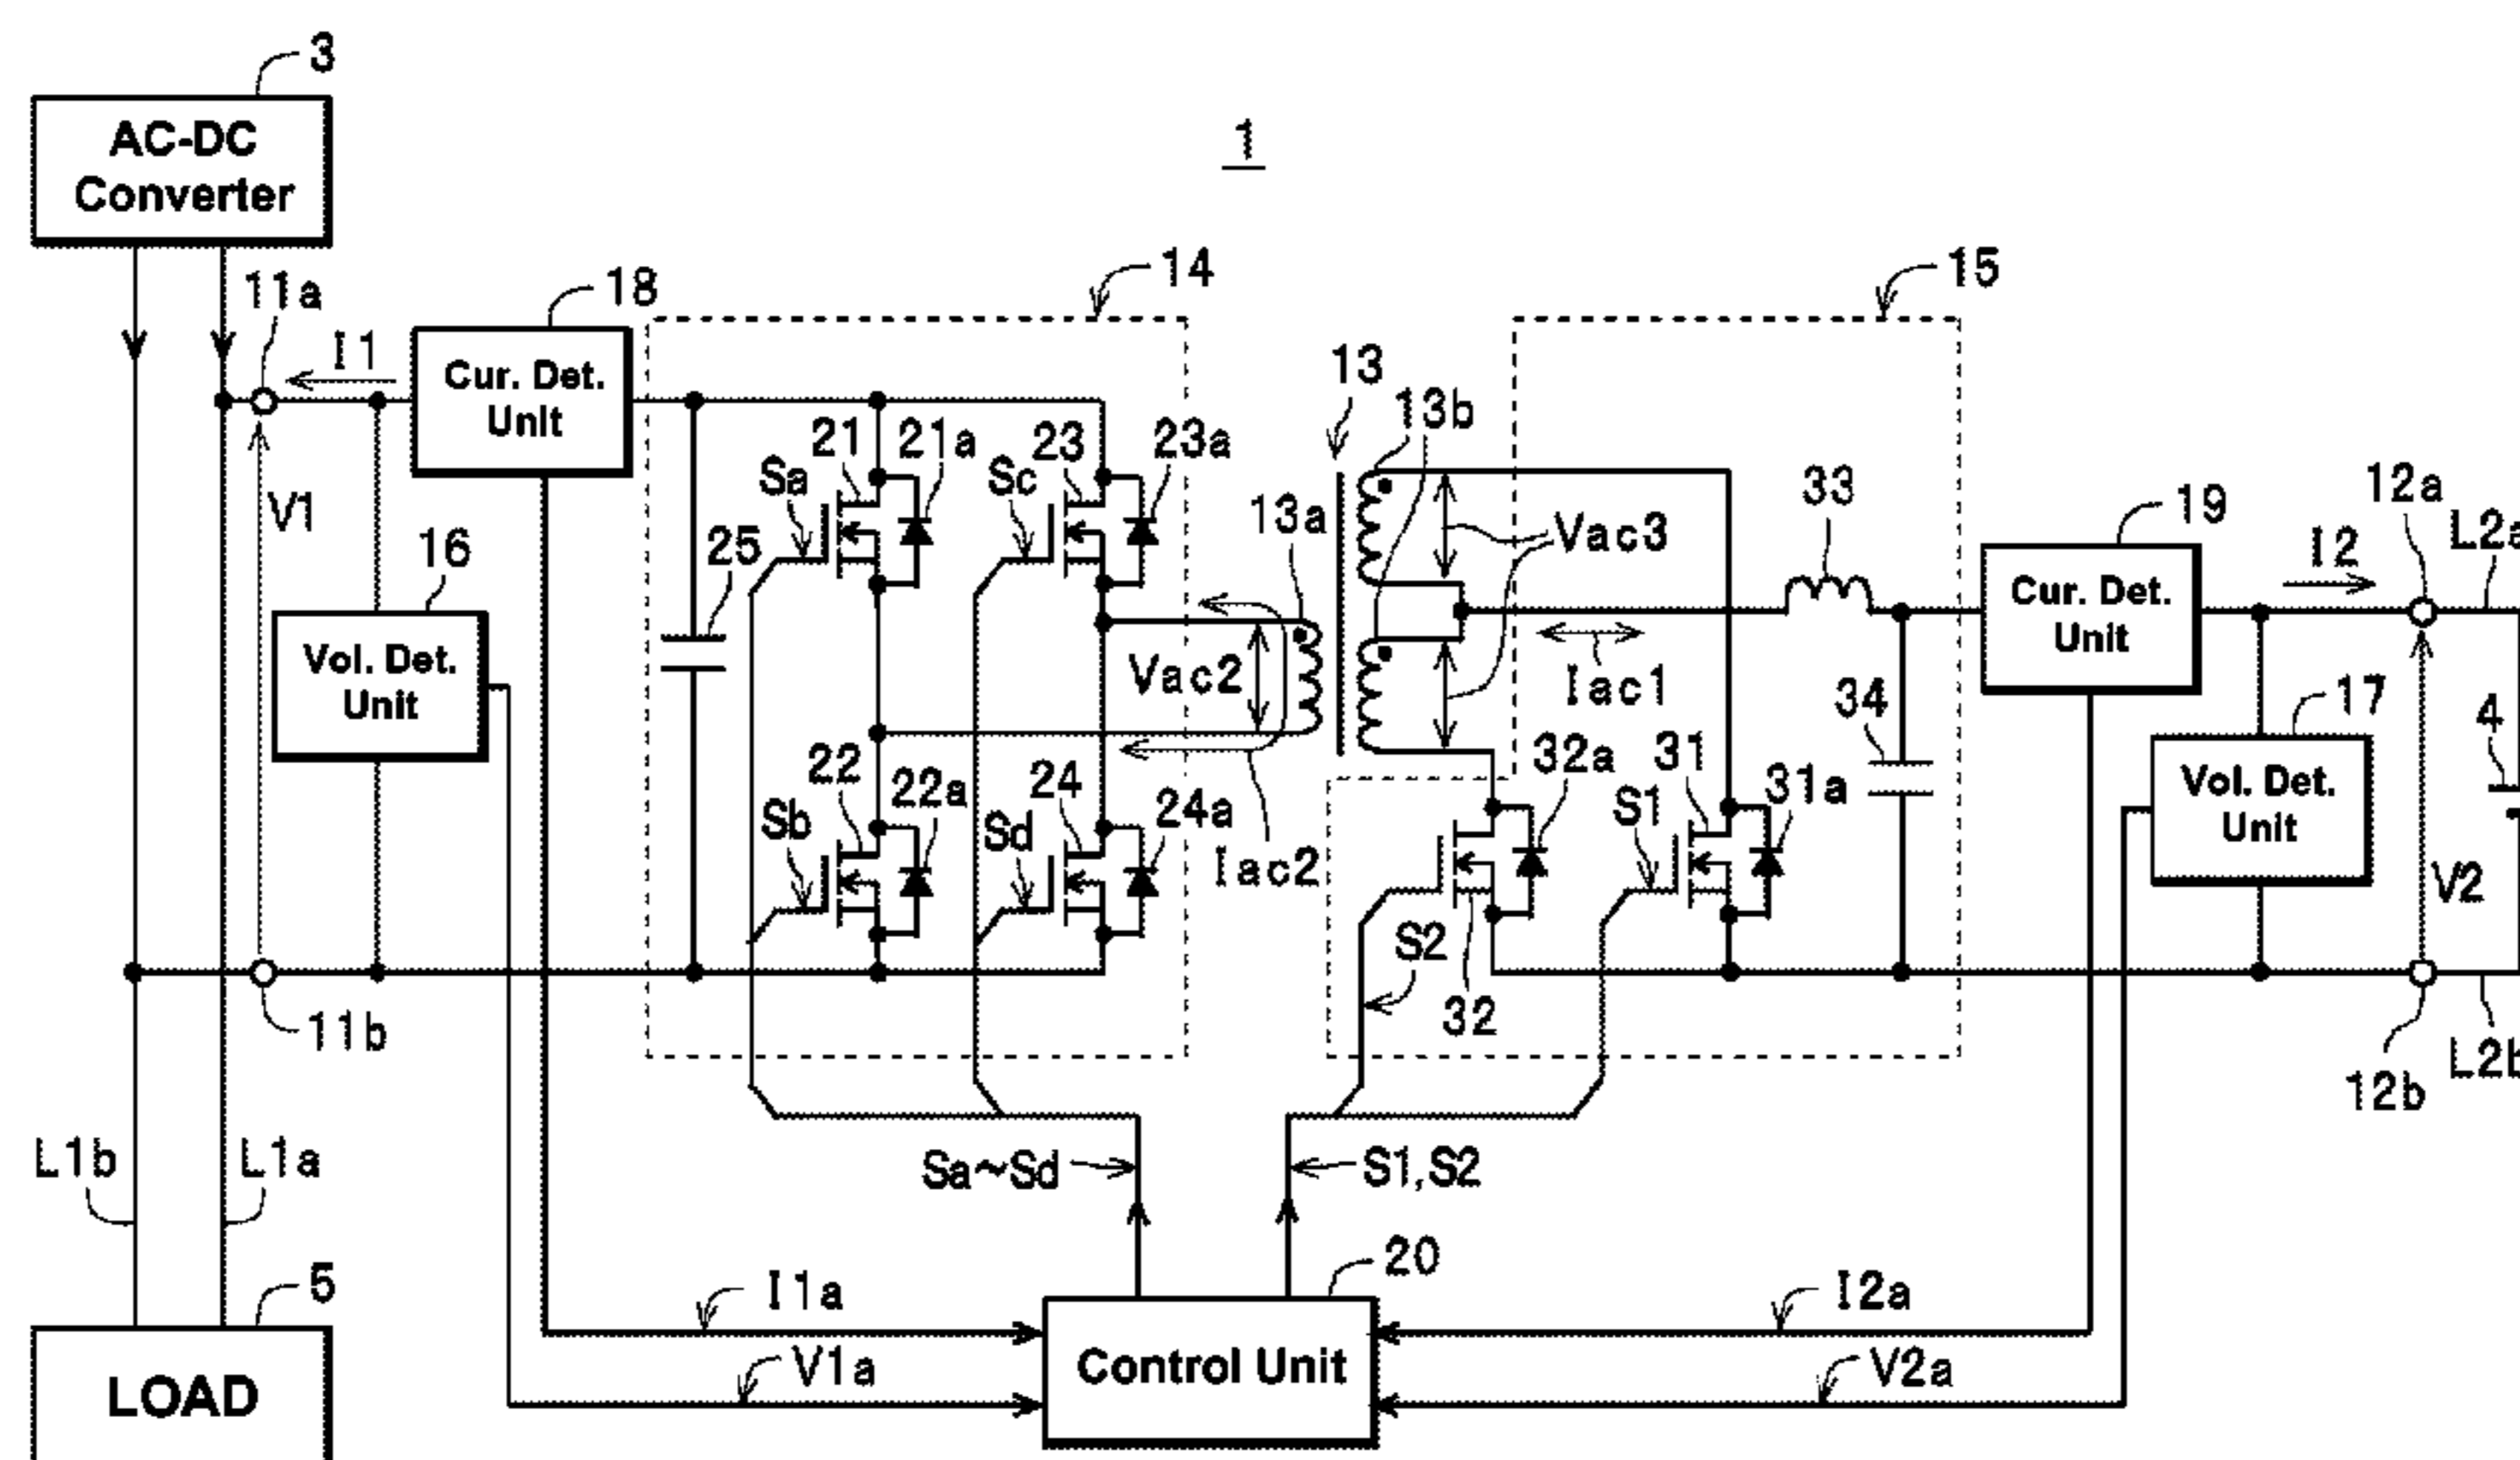 3
AC-DC
Converter
1
11a
18
14
15
I1
Cur. Det.
Unit
13
13b
21
21a
23
23a
Sa
Sc
V1
13a
Vac3
33
19
12a
L2a
25
16
I2
Cur. Det.
Unit
Vol. Det.
Unit
Vac2
Iac1
34
17
4
22
22a
24
24a
32a
31
31a
Vol. Det.
Unit
Sb
Sd
S1
Iac2
V2
S2
32
11b
12b
L2b
L1b
L1a
Sa~Sd
S1,S2
20
5
I1a
I2a
Control Unit
V1a
V2a
LOAD